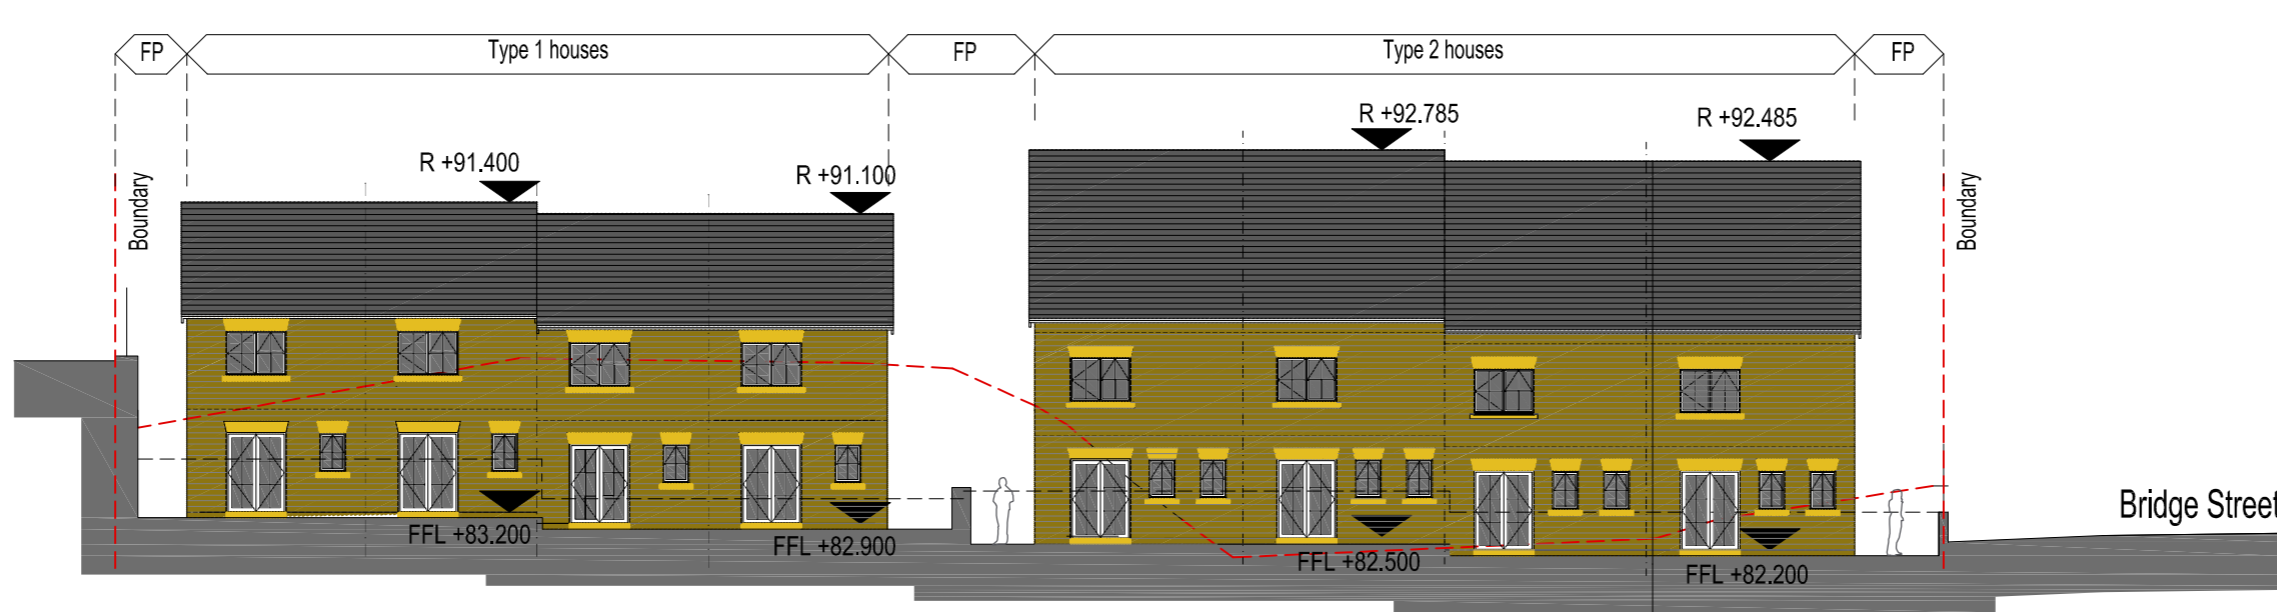 FP
Type 1 houses
FP
Type 2 houses
FP
R +92.785
R +92.485
R +91.400
R +91.100
Boundary
Boundary
Bridge Street
FFL +83.200
FFL +82.900
FFL +82.500
FFL +82.200